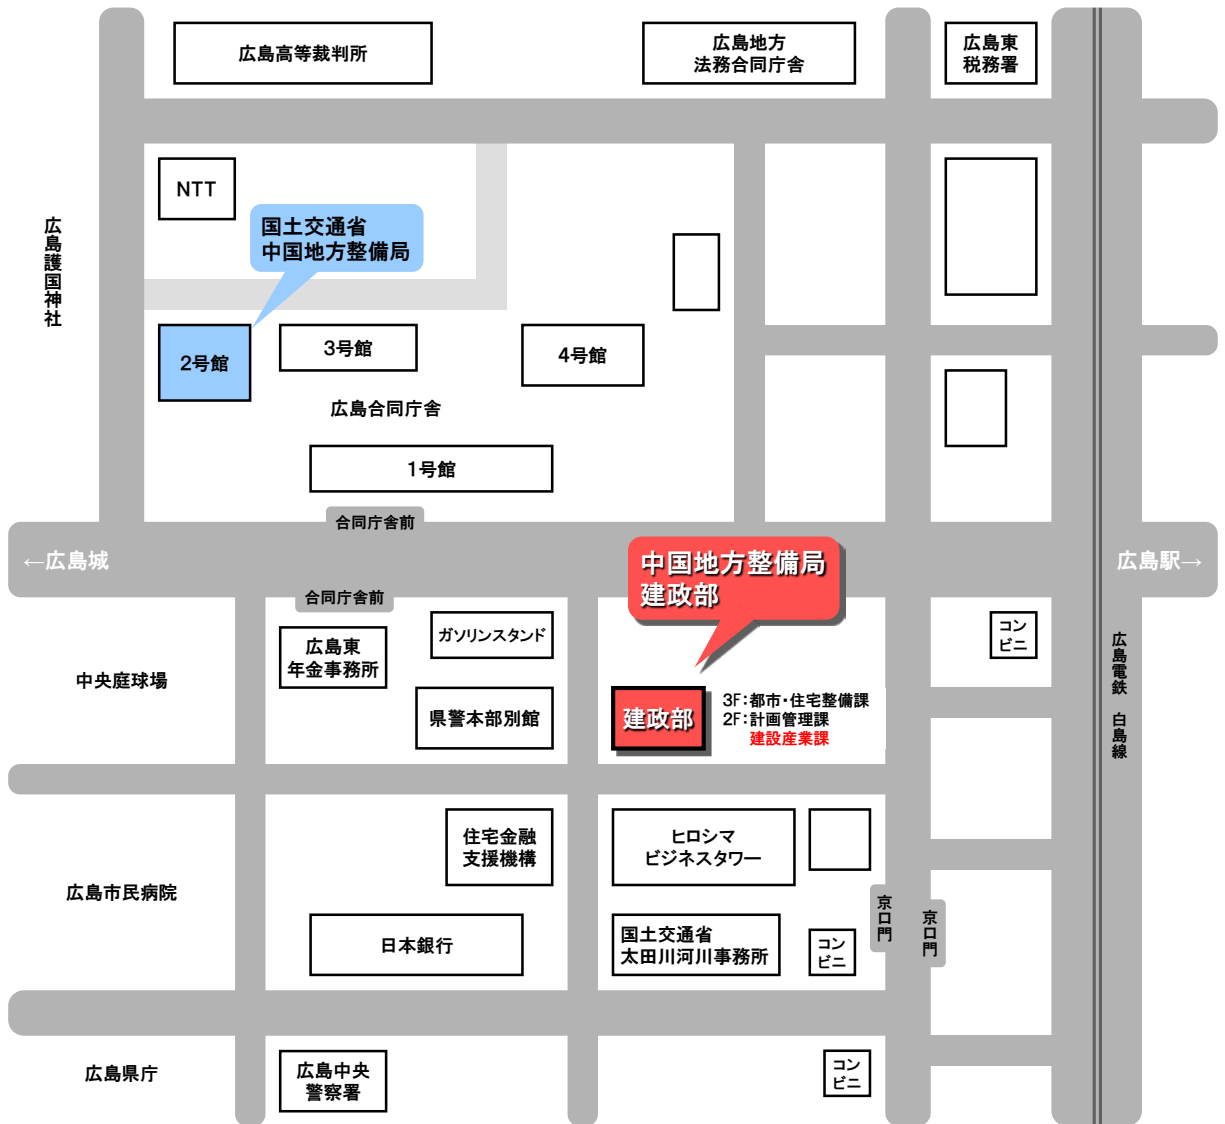 広島高等裁判所
広島地方
法務合同庁舎
広島東
税務署
NTT
国土交通省
中国地方整備局
広島護国神社
2号館
3号館
4号館
広島合同庁舎
1号館
合同庁舎前
←広島城
中国地方整備局
建政部
広島駅→
合同庁舎前
広島東
年金事務所
ガソリンスタンド
コン
ビニ
中央庭球場
県警本部別館
建政部
3F:都市・住宅整備課
2F:計画管理課
建設産業課
広島電鉄 白島線
住宅金融
支援機構
ヒロシマ
ビジネスタワー
広島市民病院
京口門
京口門
日本銀行
国土交通省
太田川河川事務所
コン
ビニ
広島県庁
広島中央
警察署
コン
ビニ